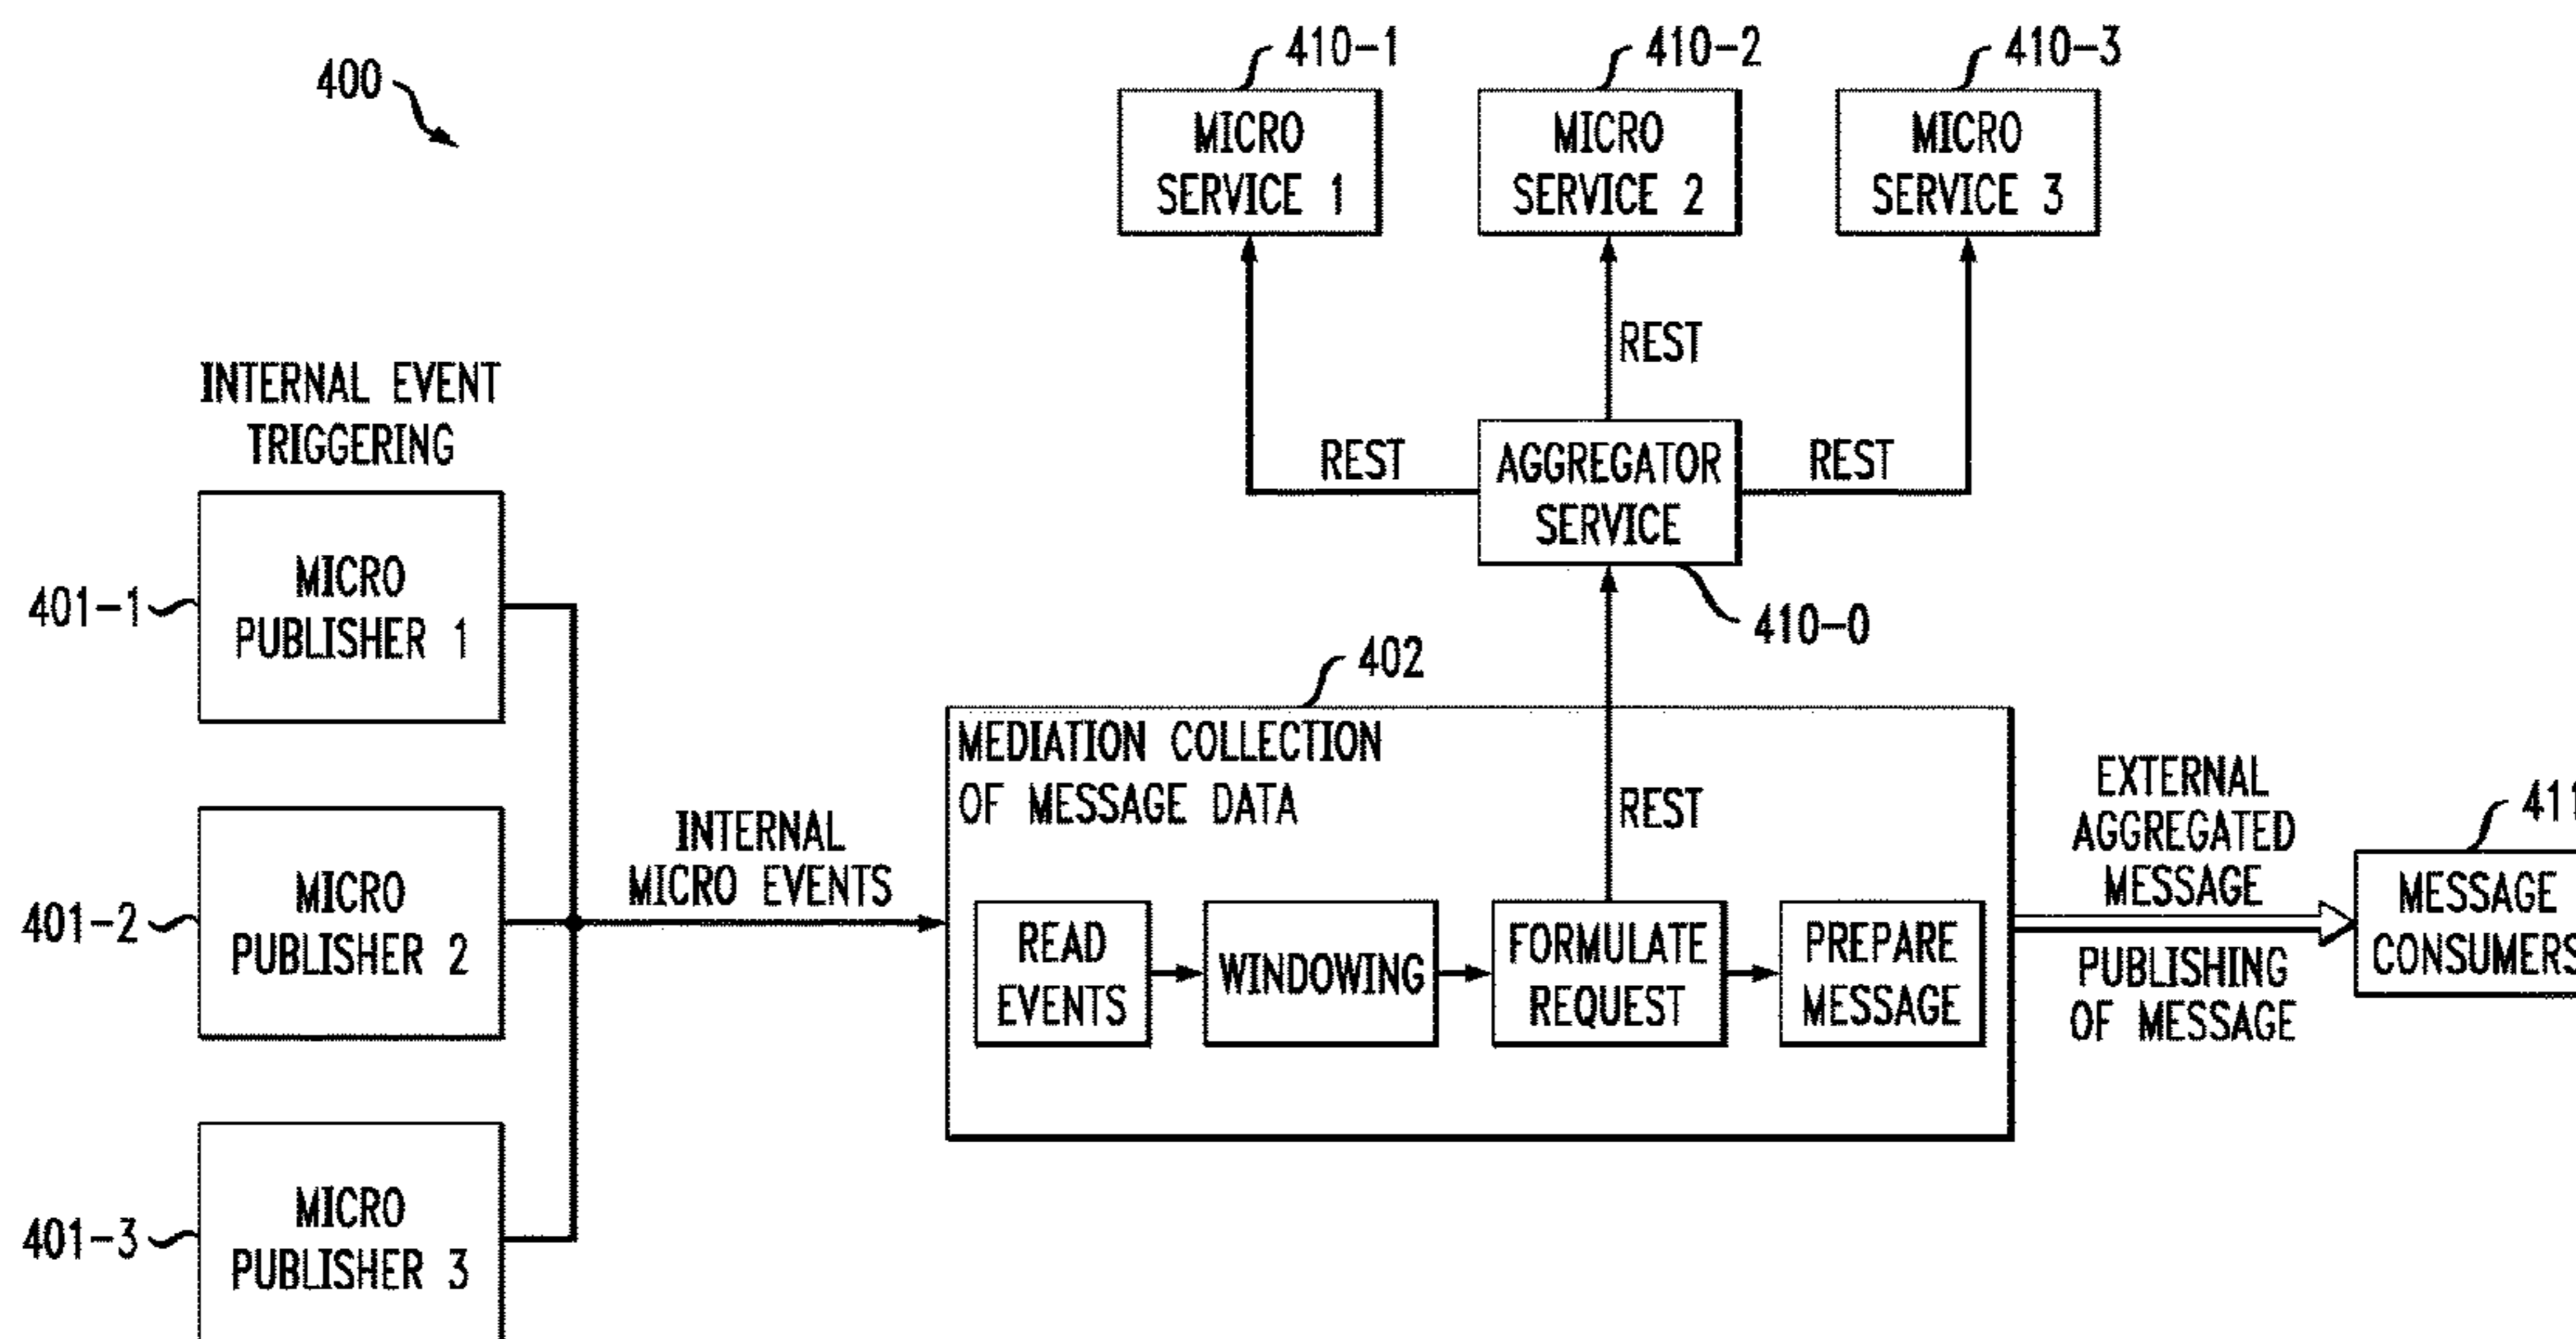 400
410-1
410-2
410-3
MICRO
SERVICE 1
MICRO
SERVICE 2
MICRO
SERVICE 3
REST
REST
REST
AGGREGATOR
SERVICE
410-0
INTERNAL EVENT
TRIGGERING
401-1
MICRO
PUBLISHER 1
401-2
MICRO
PUBLISHER 2
401-3
MICRO
PUBLISHER 3
INTERNAL
MICRO EVENTS
402
MEDIATION COLLECTION
OF MESSAGE DATA
REST
READ
EVENTS
WINDOWING
FORMULATE
REQUEST
PREPARE
MESSAGE
EXTERNAL
AGGREGATED
MESSAGE
PUBLISHING
OF MESSAGE
411
MESSAGE
CONSUMERS